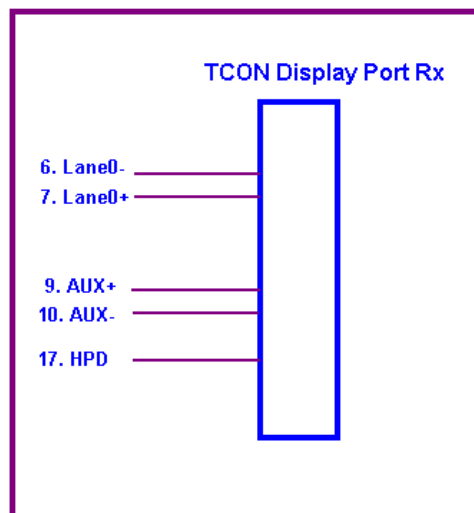 TCON Display Port Rx
6. Lane0-
7. Lane0+
9. AUX+
10. AUX-
17. HPD